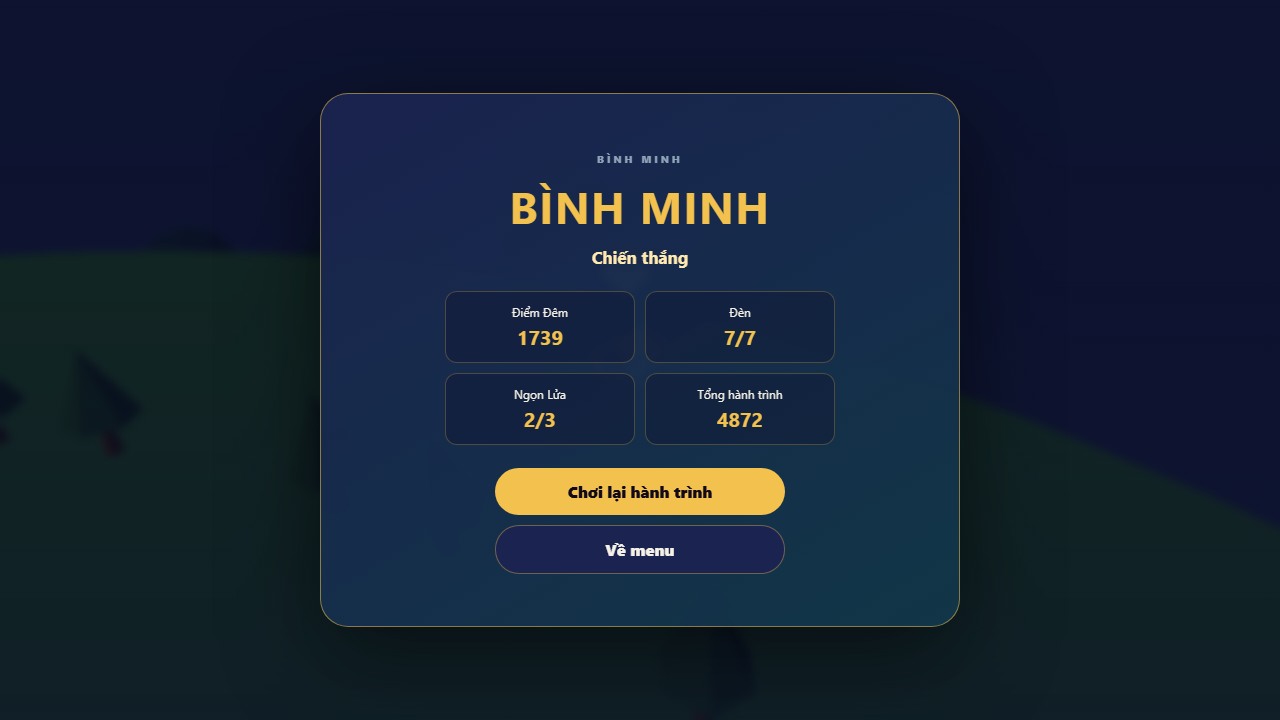 BÌNH MINH
BÌNH MINH
Chiến thắng
Điểm Đêm
1739
Đèn
7/7
Ngọn Lửa
2/3
Tổng hành trình
4872
Chơi lại hành trình
Về menu